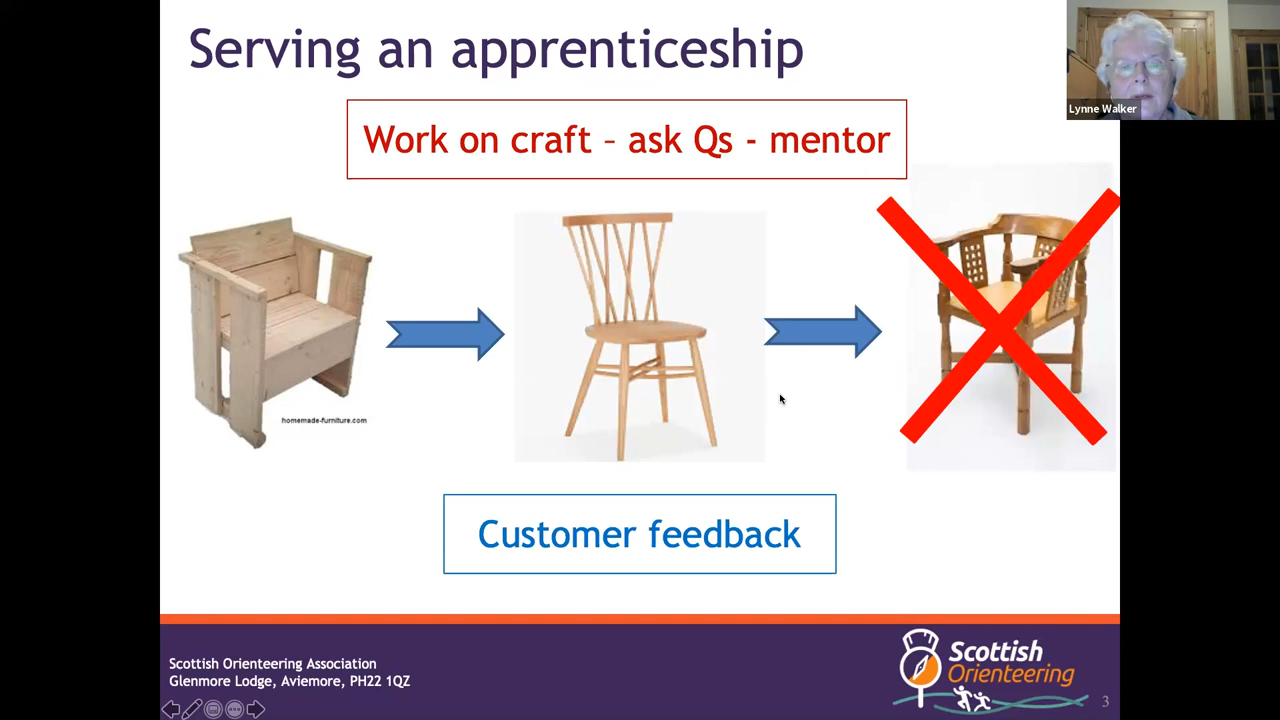 Serving an apprenticeship
Lynne Walker
Work on craft – ask Qs - mentor
homemade-furniture.com
Customer feedback
Scottish Orienteering Association
Glenmore Lodge, Aviemore, PH22 1QZ
Scottish
Orienteering
3